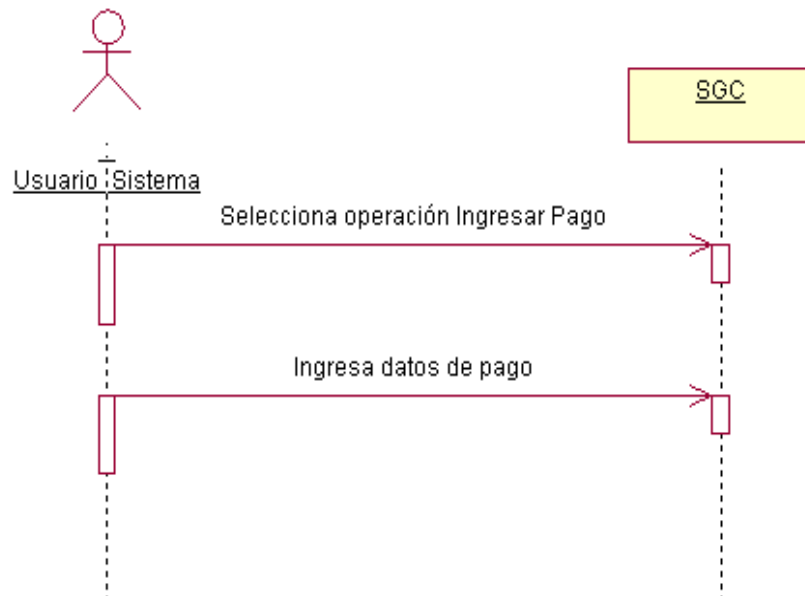 SGC
Usuario Sistema
Selecciona operación Ingresar Pago
Ingresa datos de pago